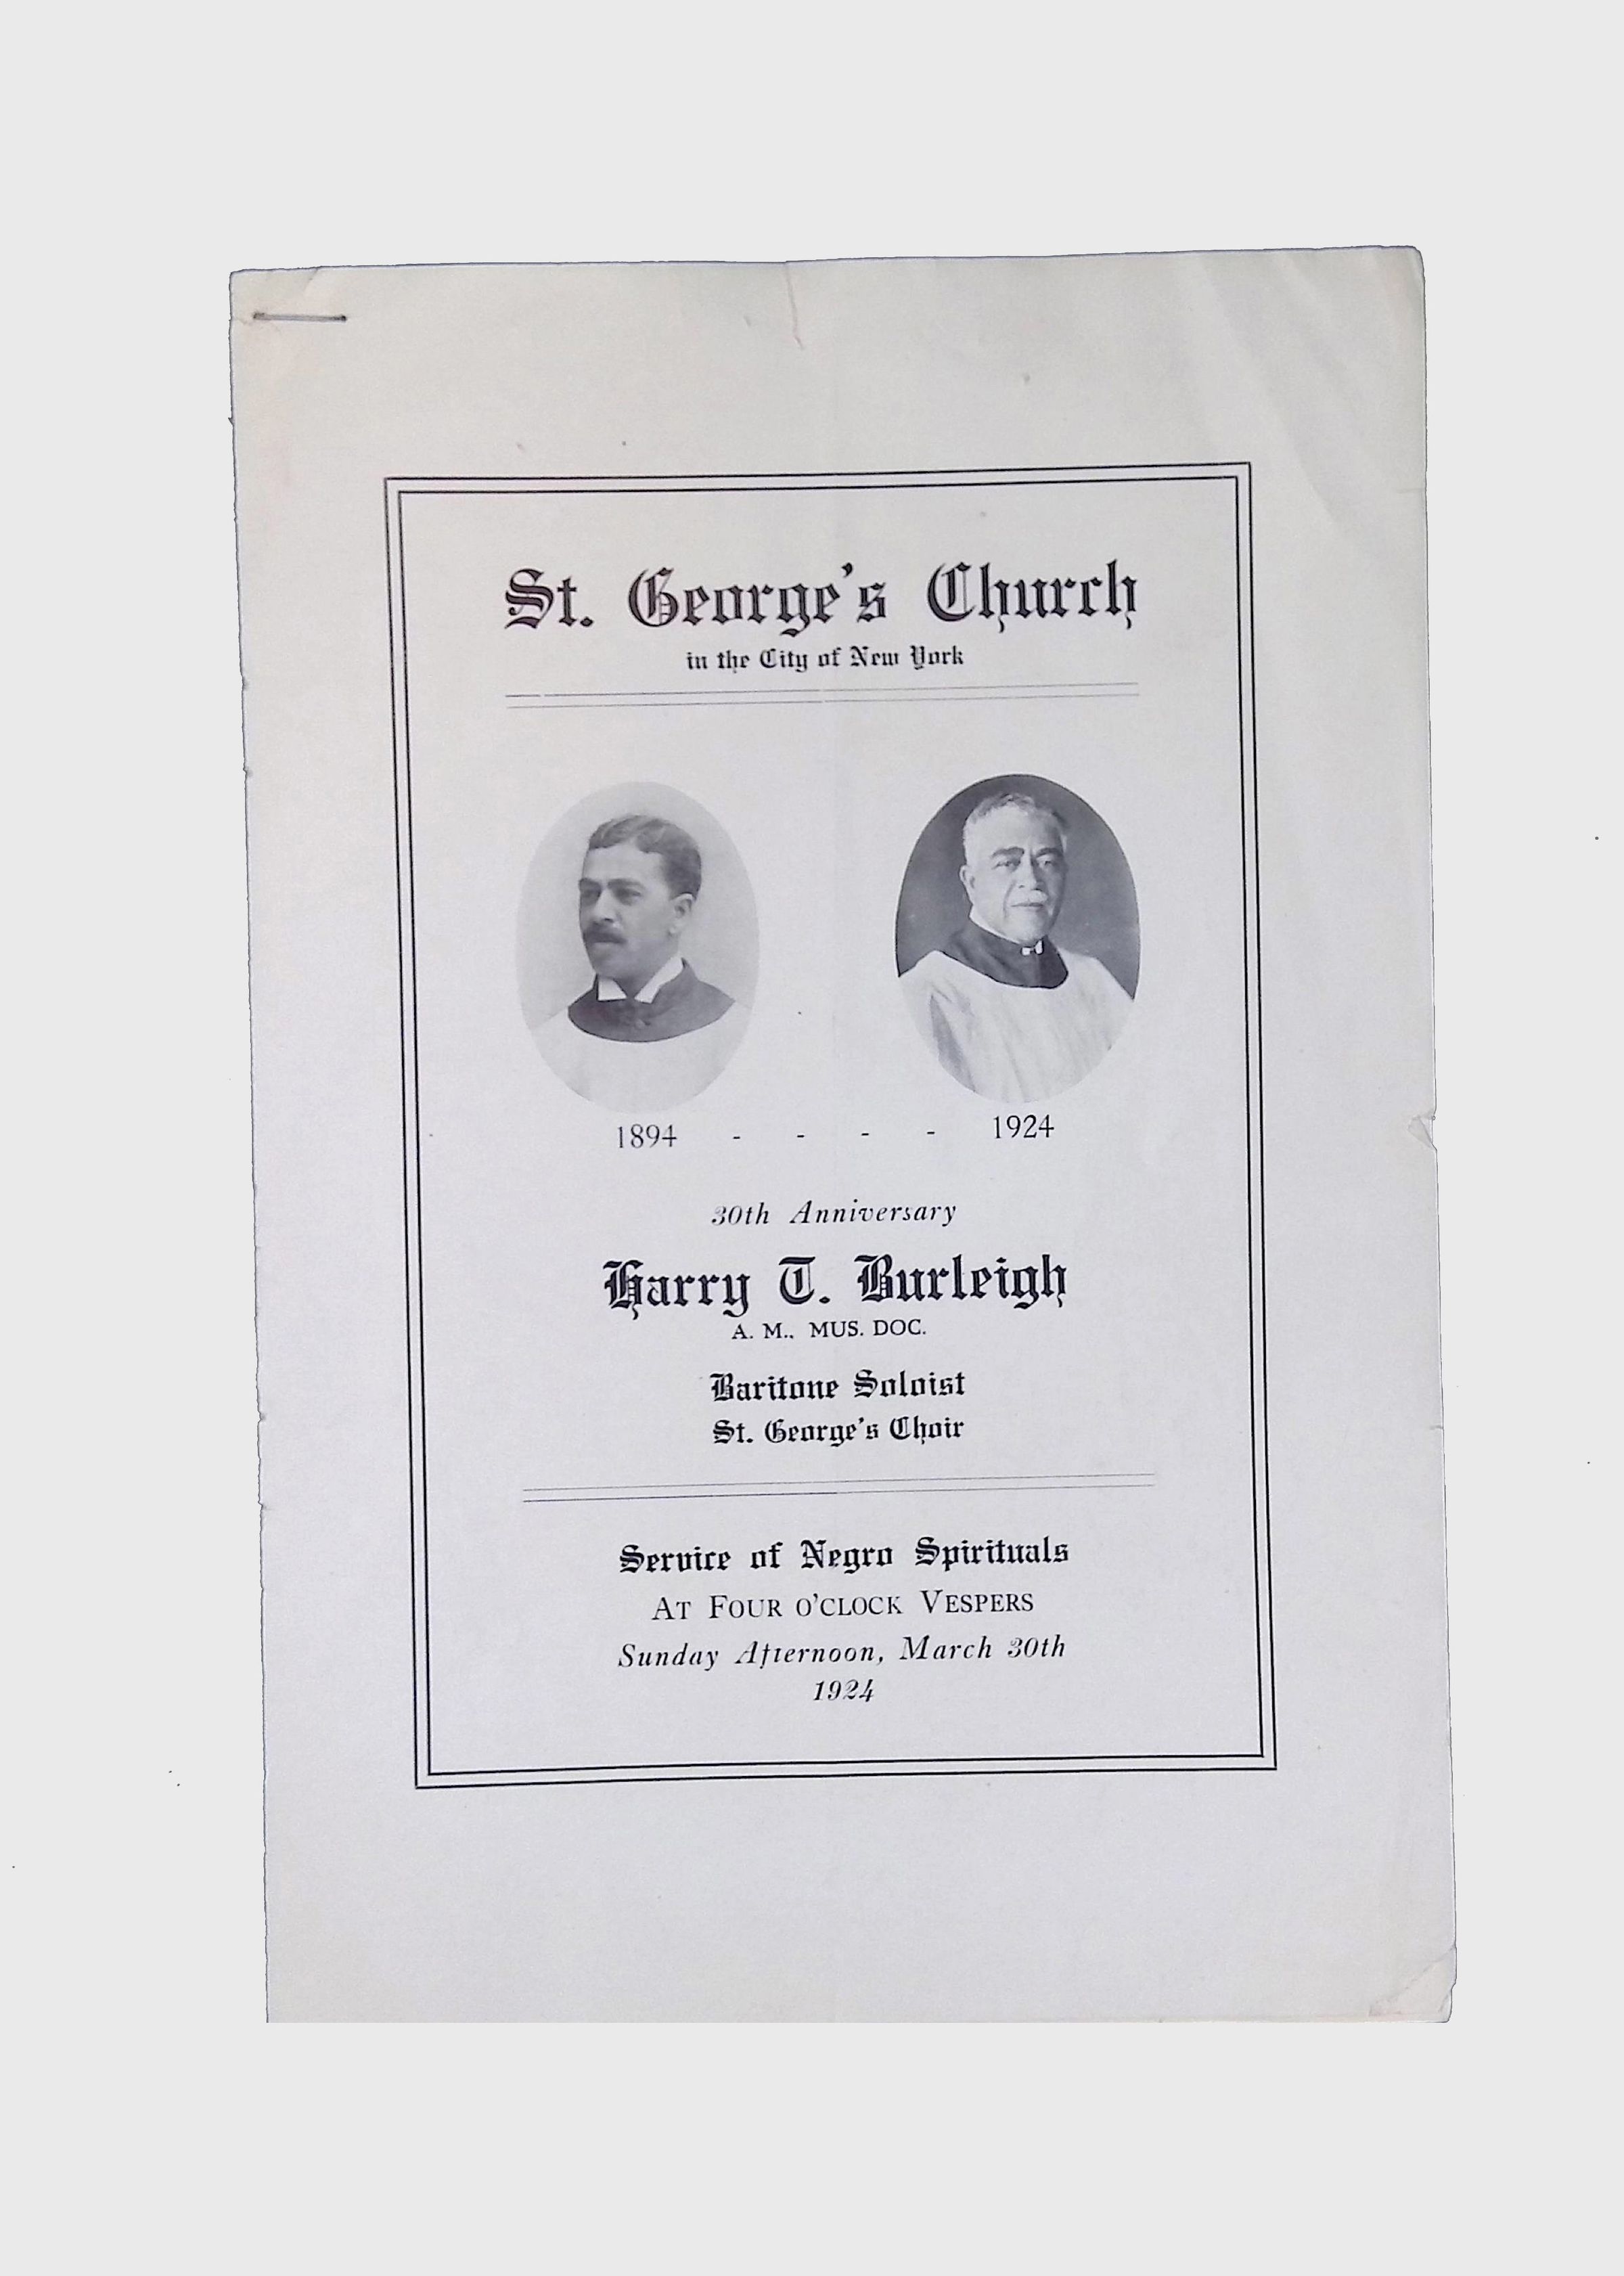 St. George's Church
in the City of New York
1894 - - - - 1924
30th Anniversary
Harry T. Burleigh
A. M., MUS. DOC.
Baritone Soloist
St. George's Choir
Service of Negro Spirituals
AT FOUR O'CLOCK VESPERS
Sunday Afternoon, March 30th
1924